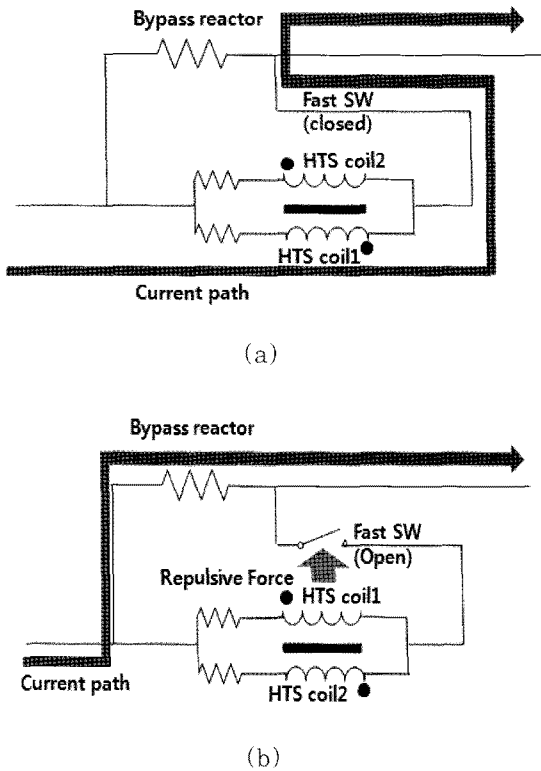 Bypass reactor
Fast SW
(closed)
HTS coil2
HTS coil1
Current path
(a)
Bypass reactor
Fast SW
(Open)
Repulsive Force
HTS coil1
HTS coil2
Current path
(b)